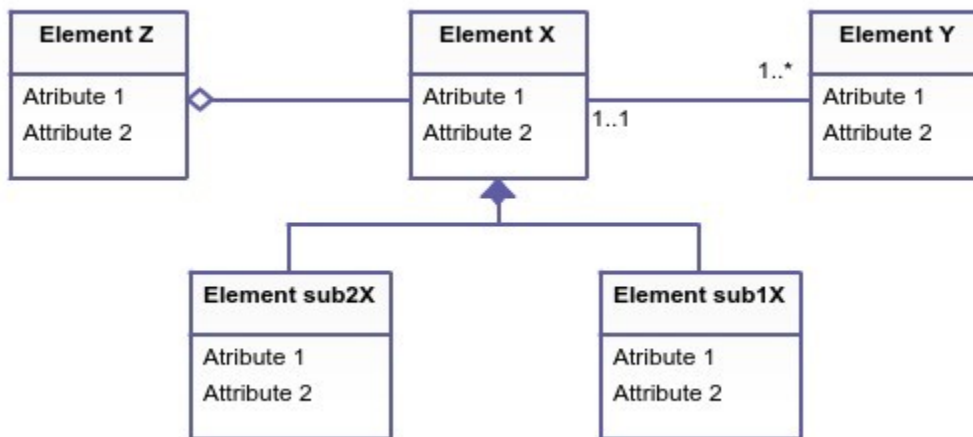 Element Z
Atribute 1
Attribute 2
Element X
Atribute 1
Attribute 2
1..1
1..*
Element Y
Atribute 1
Attribute 2
Element sub2X
Atribute 1
Attribute 2
Element sub1X
Atribute 1
Attribute 2